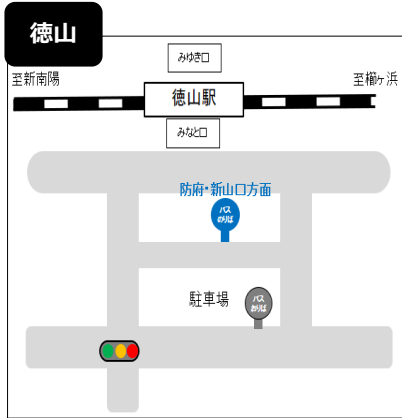 徳山
みゆき口
至新南陽
至櫛ヶ浜
徳山駅
みなと口
防府・新山口方面
バス
のりば
駐車場
バス
おりば